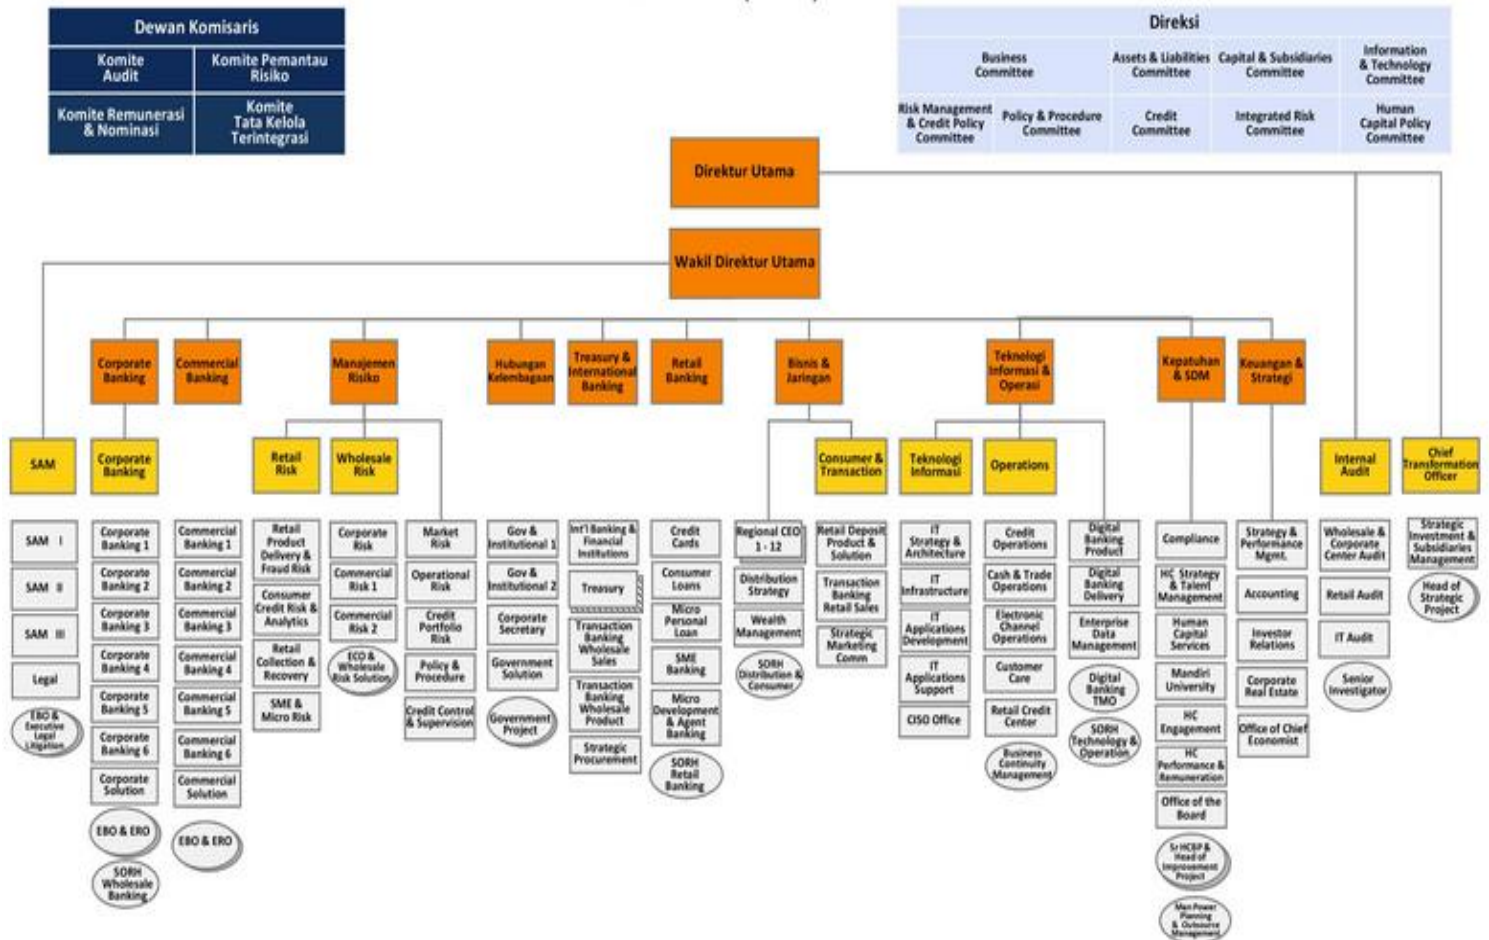 Dewan Komisaris
Komite
Audit
Komite Pemantau
Risiko
Komite Remunerasi
& Nominasi
Komite
Tata Kelola
Terintegrasi
Direksi
Business
Committee
Assets & Liabilities
Committee
Capital & Subsidiaries
Committee
Information
& Technology
Committee
Risk Management
& Credit Policy
Committee
Policy & Procedure
Committee
Credit
Committee
Integrated Risk
Committee
Human
Capital Policy
Committee
Direktur Utama
Wakil Direktur Utama
Corporate
Banking
Commercial
Banking
Manajemen
Risiko
Hubungan
Kelembagaan
Treasury &
International
Banking
Retail
Banking
Bisnis &
Jaringan
Teknologi
Informasi &
Operasi
Kepatuhan
& SDM
Keuangan &
Strategi
SAM
Corporate
Banking
Retail
Risk
Wholesale
Risk
Consumer &
Transaction
Teknologi
Informasi
Operations
Internal
Audit
Chief
Transformation
Officer
SAM I
SAM II
SAM III
Legal
EBO &
Executive
Legal
Litigation
Corporate
Banking 1
Corporate
Banking 2
Corporate
Banking 3
Corporate
Banking 4
Corporate
Banking 5
Corporate
Banking 6
Corporate
Solution
EBO & ERO
SORH
Wholesale
Banking
Commercial
Banking 1
Commercial
Banking 2
Commercial
Banking 3
Commercial
Banking 4
Commercial
Banking 5
Commercial
Banking 6
Commercial
Solution
EBO & ERO
Retail
Product
Delivery &
Fraud Risk
Consumer
Credit Risk &
Analytics
Retail
Collection &
Recovery
SME &
Micro Risk
Corporate
Risk
Commercial
Risk 1
Commercial
Risk 2
ECO &
Wholesale
Risk Solution
Market
Risk
Operational
Risk
Credit
Portfolio
Risk
Policy &
Procedure
Credit Control
& Supervision
Gov &
Institutional 1
Gov &
Institutional 2
Corporate
Secretary
Government
Solution
Government
Project
Int'l Banking &
Financial
Institutions
Treasury
Transaction
Banking
Wholesale
Sales
Transaction
Banking
Wholesale
Product
Strategic
Procurement
Credit
Cards
Consumer
Loans
Micro
Personal
Loan
SME
Banking
Micro
Development
& Agent
Banking
SORH
Retail
Banking
Regional CEO
1 - 12
Distribution
Strategy
Wealth
Management
SORH
Distribution &
Consumer
Retail Deposit
Product &
Solution
Transaction
Banking
Retail Sales
Strategic
Marketing
Comm
IT
Strategy &
Architecture
IT
Infrastructure
IT
Applications
Development
IT
Applications
Support
CISO Office
Credit
Operations
Cash & Trade
Operations
Electronic
Channel
Operations
Customer
Care
Retail Credit
Center
Business
Continuity
Management
Digital
Banking
Product
Digital
Banking
Delivery
Enterprise
Data
Management
Digital
Banking
TMO
SORH
Technology &
Operation
Compliance
HC Strategy
& Talent
Management
Human
Capital
Services
Mandiri
University
HC
Engagement
HC
Performance &
Remuneration
Office of the
Board
Sr HCBP &
Head of
Improvement
Project
Man Power
Planning
& Outsource
Management
Strategy &
Performance
Mgmt.
Accounting
Investor
Relations
Corporate
Real Estate
Office of Chief
Economist
Wholesale &
Corporate
Center Audit
Retail Audit
IT Audit
Senior
Investigator
Strategic
Investment &
Subsidiaries
Management
Head of
Strategic
Project